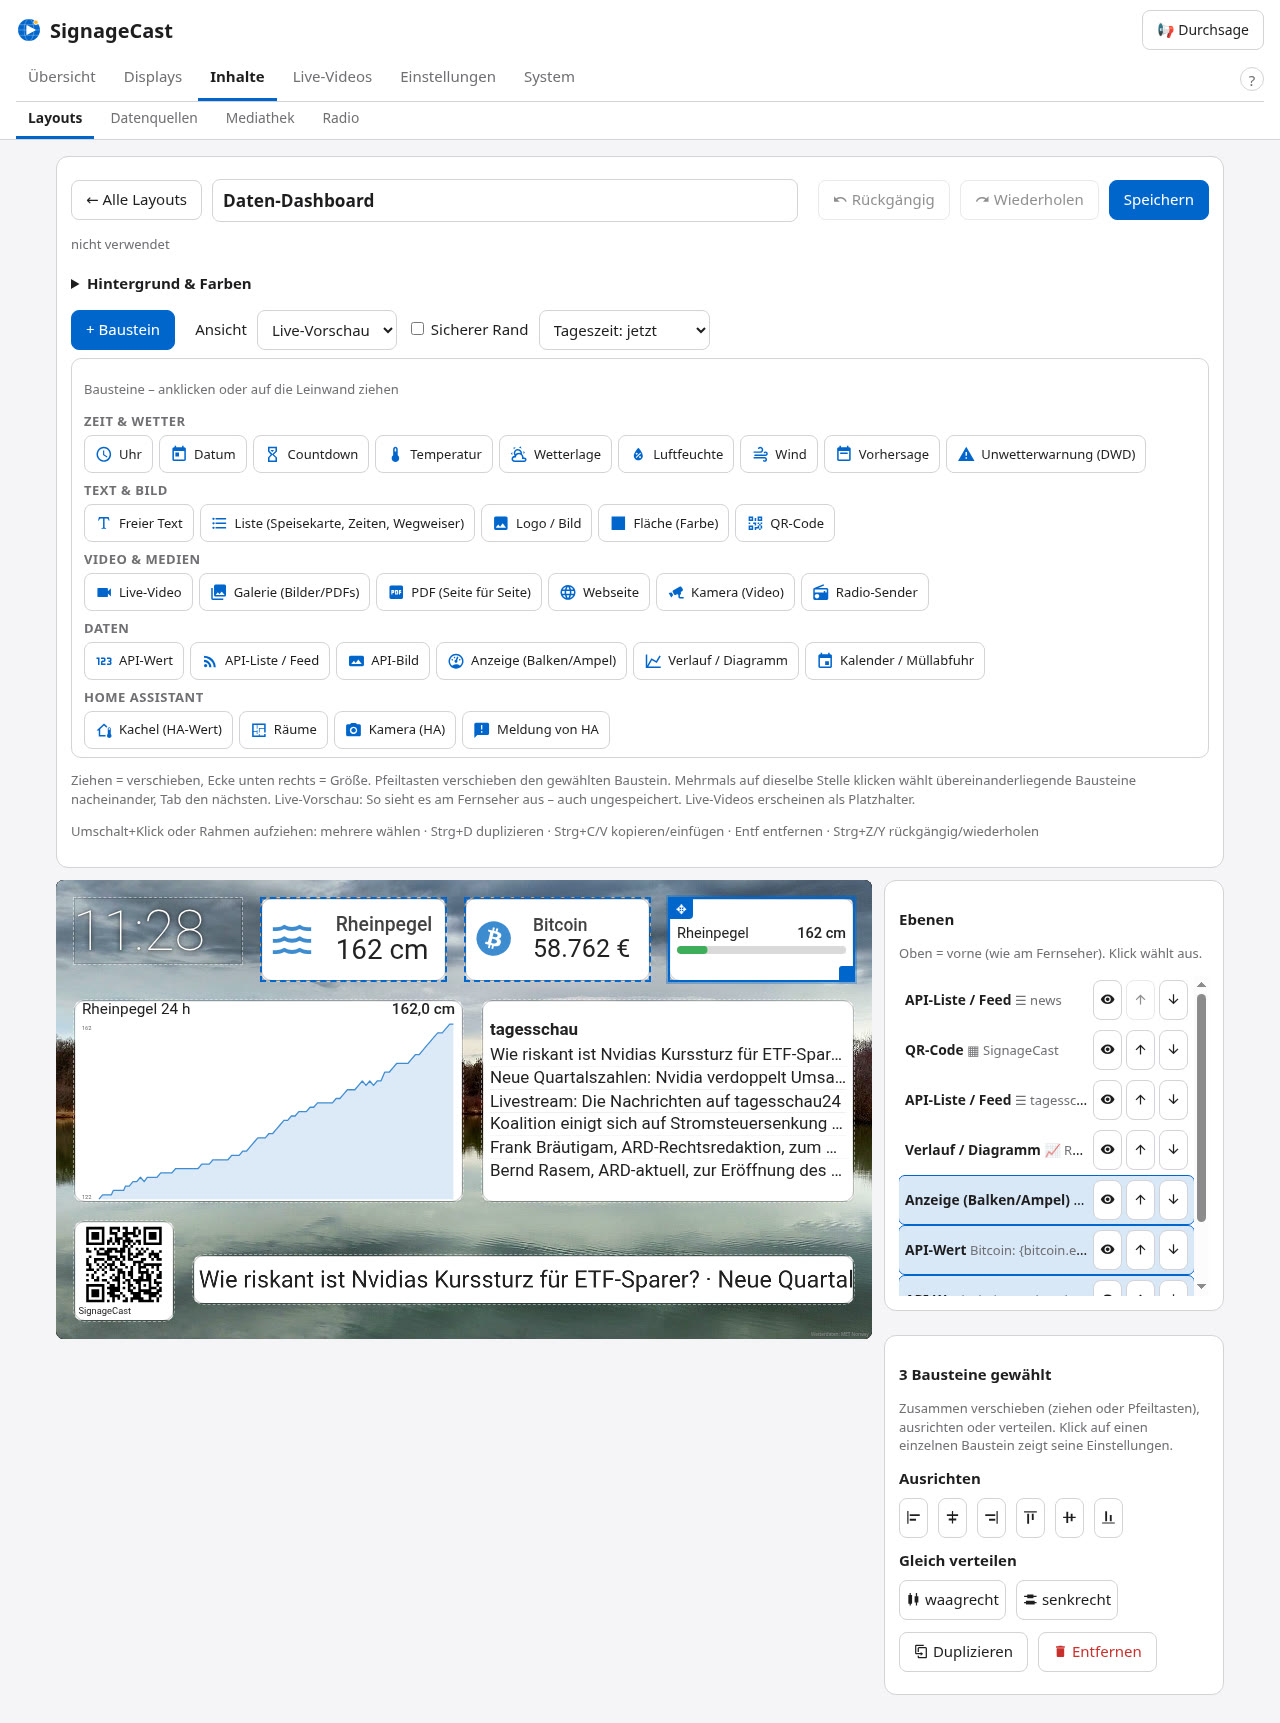 SignageCast
Durchsage
Übersicht Displays Inhalte Live-Videos Einstellungen System ?
Layouts Datenquellen Mediathek Radio
← Alle Layouts Daten-Dashboard Rückgängig Wiederholen Speichern
nicht verwendet
Hintergrund & Farben
+ Baustein Ansicht Live-Vorschau Sicherer Rand Tageszeit: jetzt
Bausteine – anklicken oder auf die Leinwand ziehen
ZEIT & WETTER
Uhr Datum Countdown Temperatur Wetterlage Luftfeuchte Wind Vorhersage Unwetterwarnung (DWD)
TEXT & BILD
Freier Text Liste (Speisekarte, Zeiten, Wegweiser) Logo / Bild Fläche (Farbe) QR-Code
VIDEO & MEDIEN
Live-Video Galerie (Bilder/PDFs) PDF PDF (Seite für Seite) Webseite Kamera (Video) Radio-Sender
DATEN
123 API-Wert API-Liste / Feed API-Bild Anzeige (Balken/Ampel) Verlauf / Diagramm Kalender / Müllabfuhr
HOME ASSISTANT
Kachel (HA-Wert) Räume Kamera (HA) Meldung von HA
Ziehen = verschieben, Ecke unten rechts = Größe. Pfeiltasten verschieben den gewählten Baustein. Mehrmals auf dieselbe Stelle klicken wählt übereinanderliegende Bausteine
nacheinander, Tab den nächsten. Live-Vorschau: So sieht es am Fernseher aus – auch ungespeichert. Live-Videos erscheinen als Platzhalter.
Umschalt+Klick oder Rahmen aufziehen: mehrere wählen · Strg+D duplizieren · Strg+C/V kopieren/einfügen · Entf entfernen · Strg+Z/Y rückgängig/wiederholen
11:28
Rheinpegel
162 cm
Bitcoin
58.762 €
Rheinpegel 162 cm
Rheinpegel 24 h 162,0 cm
162
122
tagesschau
Wie riskant ist Nvidias Kurssturz für ETF-Spar...
Neue Quartalszahlen: Nvidia verdoppelt Umsa...
Livestream: Die Nachrichten auf tagesschau24
Koalition einigt sich auf Stromsteuersenkung ...
Frank Bräutigam, ARD-Rechtsredaktion, zum ...
Bernd Rasem, ARD-aktuell, zur Eröffnung des ...
SignageCast
Wie riskant ist Nvidias Kurssturz für ETF-Sparer? · Neue Quartal
Wetterdaten: MET Norway
Ebenen
Oben = vorne (wie am Fernseher). Klick wählt aus.
API-Liste / Feed ☰ news ↑ ↓
QR-Code ▦ SignageCast ↑ ↓
API-Liste / Feed ☰ tagessc... ↑ ↓
Verlauf / Diagramm R... ↑ ↓
Anzeige (Balken/Ampel) ... ↑ ↓
API-Wert Bitcoin: {bitcoin.e... ↑ ↓
3 Bausteine gewählt
Zusammen verschieben (ziehen oder Pfeiltasten),
ausrichten oder verteilen. Klick auf einen
einzelnen Baustein zeigt seine Einstellungen.
Ausrichten
Gleich verteilen
waagrecht senkrecht
Duplizieren Entfernen